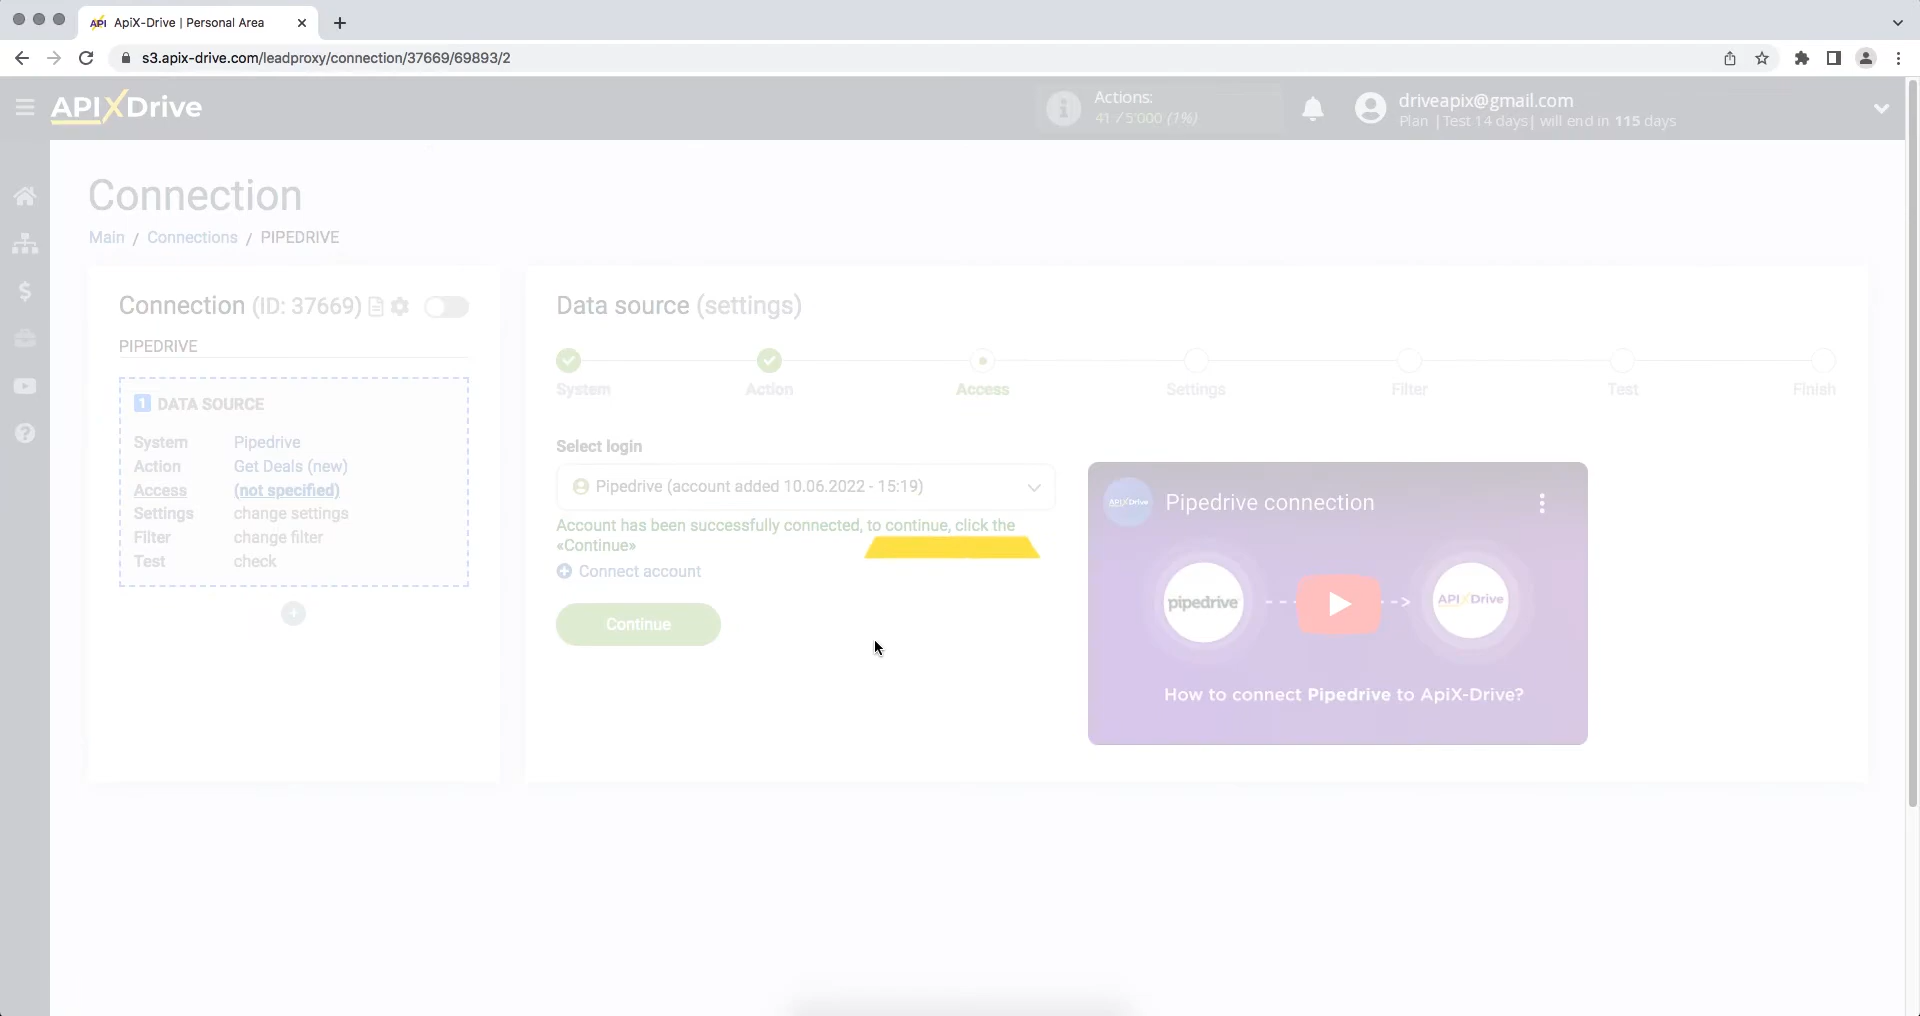 ApiX-Drive | Personal Area
s3.apix-drive.com/leadproxy/connection/37669/69893/2
APIXDrive
Actions:
41 / 5'000 (1%)
driveapix@gmail.com
Plan |Test 14 days| will end in 115 days
Connection
Main / Connections / PIPEDRIVE
Connection (ID: 37669)
PIPEDRIVE
1 DATA SOURCE
System Pipedrive
Action Get Deals (new)
Access (not specified)
Settings change settings
Filter change filter
Test check
Data source (settings)
System Action Access Settings Filter Test Finish
Select login
Pipedrive (account added 10.06.2022 - 15:19)
Account has been successfully connected, to continue, click the
«Continue»
Connect account
Continue
APIXDrive
Pipedrive connection
pipedrive
APIXDrive
How to connect Pipedrive to ApiX-Drive?